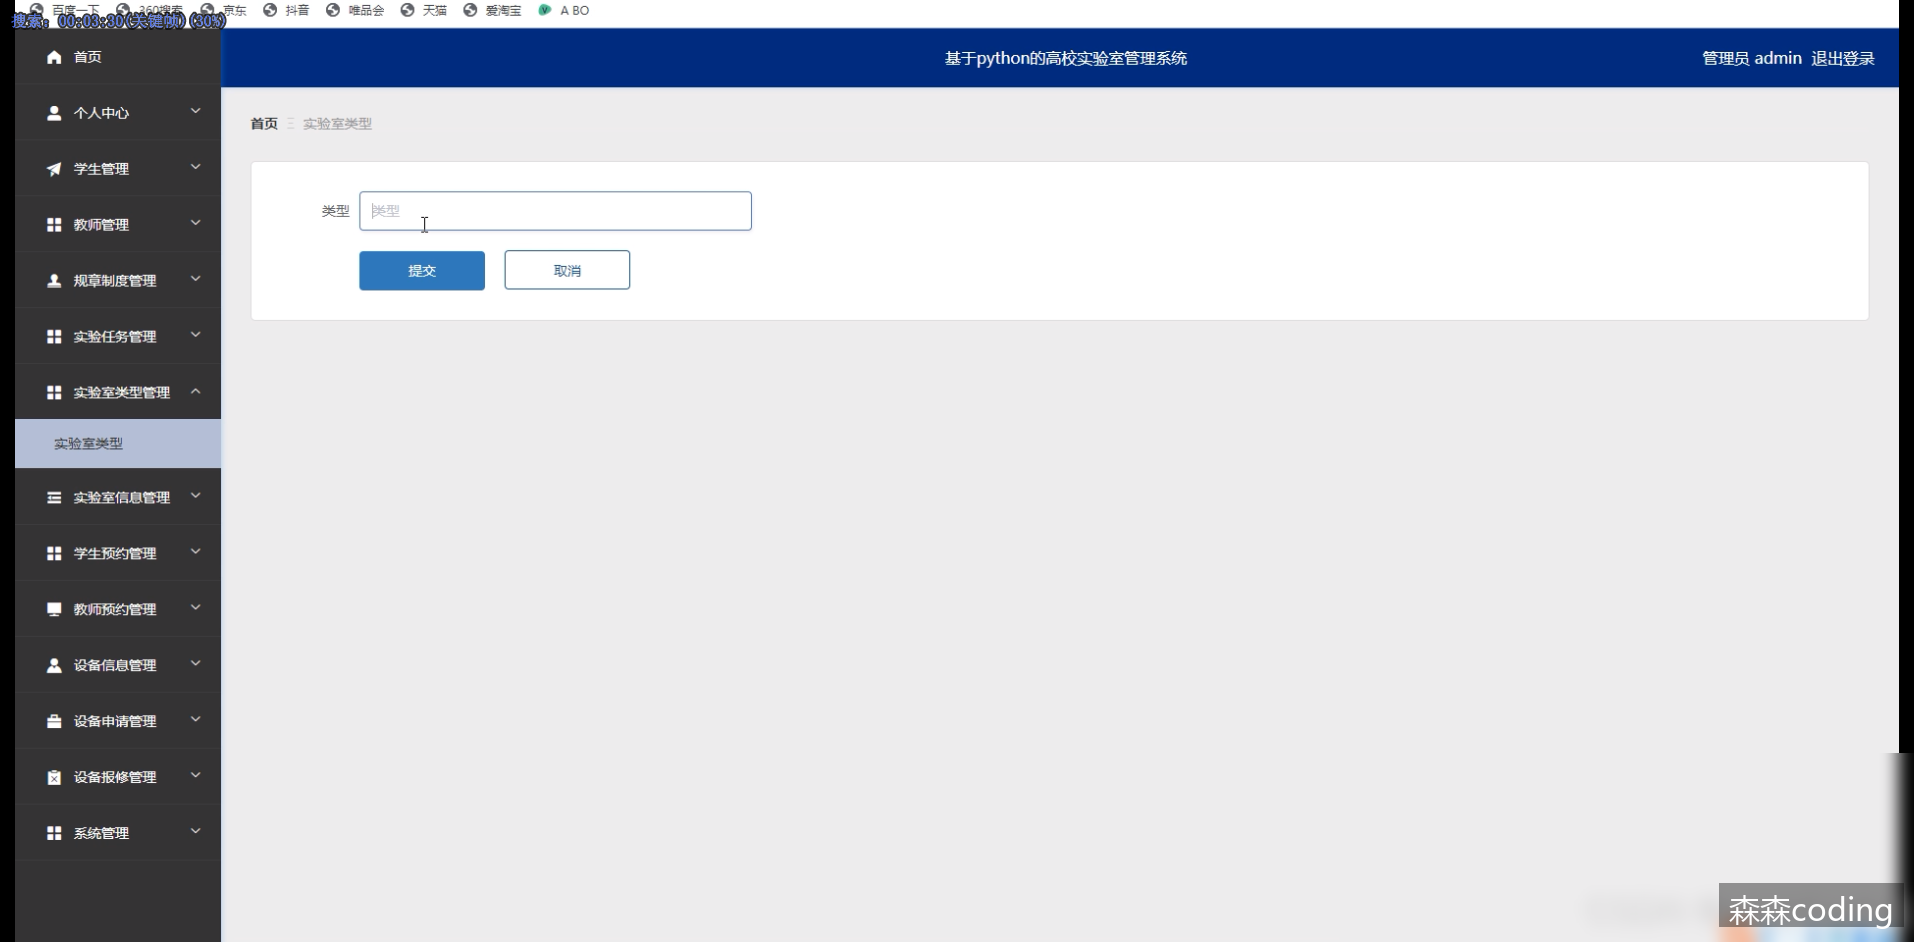 百度一下 360搜索 京东 抖音 唯品会 天猫 爱淘宝 A BO
搜索: 00:03:30(关键帧) (30%)
首页
基于python的高校实验室管理系统
管理员 admin 退出登录
个人中心
首页 实验室类型
学生管理
类型 类型
教师管理
提交 取消
规章制度管理
实验任务管理
实验室类型管理
实验室类型
实验室信息管理
学生预约管理
教师预约管理
设备信息管理
设备申请管理
设备报修管理
系统管理
森森coding